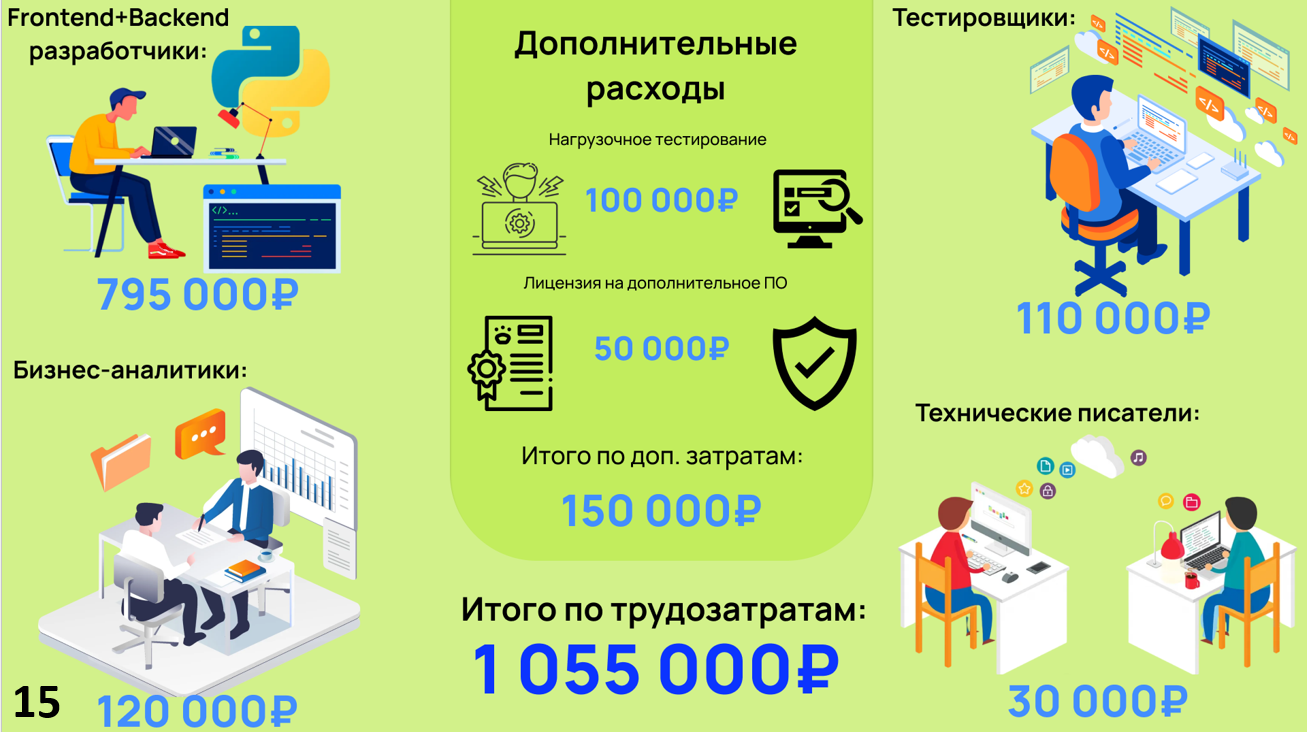 Frontend+Backend
разработчики:
795 000₽
Бизнес-аналитики:
120 000₽
15
Дополнительные
расходы
Нагрузочное тестирование
100 000₽
Лицензия на дополнительное ПО
50 000₽
Итого по доп. затратам:
150 000₽
Итого по трудозатратам:
1 055 000₽
Тестировщики:
110 000₽
Технические писатели:
30 000₽